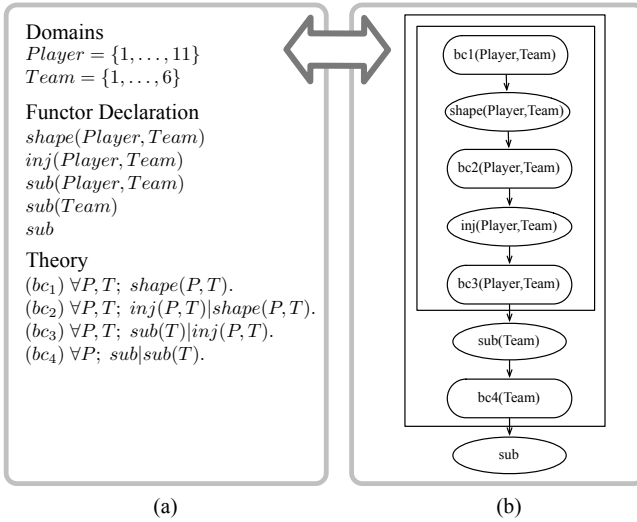 Domains
Player = {1, . . . , 11}
Team = {1, . . . , 6}
Functor Declaration
shape(Player, Team)
inj(Player, Team)
sub(Player, Team)
sub(Team)
sub
Theory
(bc₁) ∀P, T; shape(P, T).
(bc₂) ∀P, T; inj(P, T)|shape(P, T).
(bc₃) ∀P, T; sub(T)|inj(P, T).
(bc₄) ∀P; sub|sub(T).
(a)
bc1(Player,Team)
shape(Player,Team)
bc2(Player,Team)
inj(Player,Team)
bc3(Player,Team)
sub(Team)
bc4(Team)
sub
(b)